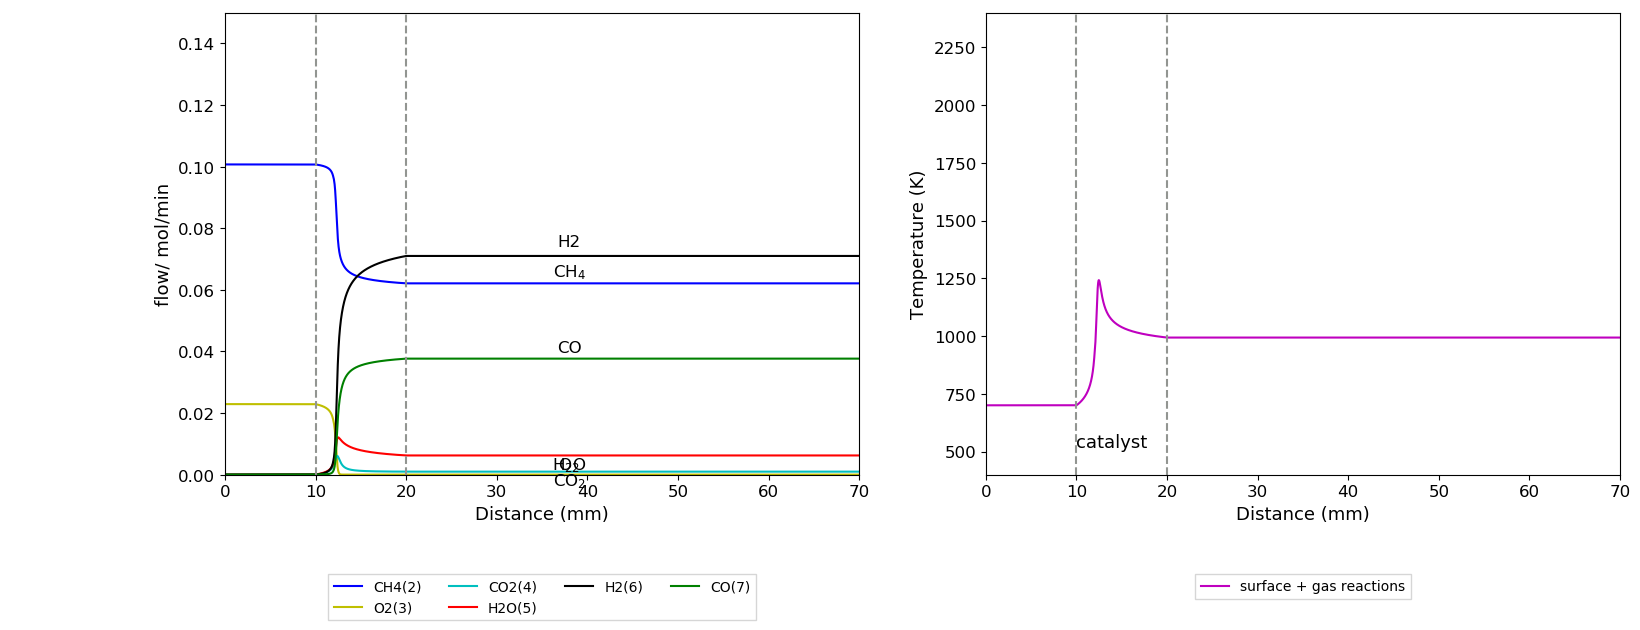 0.14
0.12
0.10
0.08
0.06
0.04
0.02
0.00
flow/ mol/min
H2
CH4
CO
CO2
0 10 20 30 40 50 60 70
Distance (mm)
CH4(2) CO2(4) H2(6) CO(7)
O2(3) H2O(5)
2250
2000
1750
1500
1250
1000
750
500
Temperature (K)
catalyst
0 10 20 30 40 50 60 70
Distance (mm)
surface + gas reactions